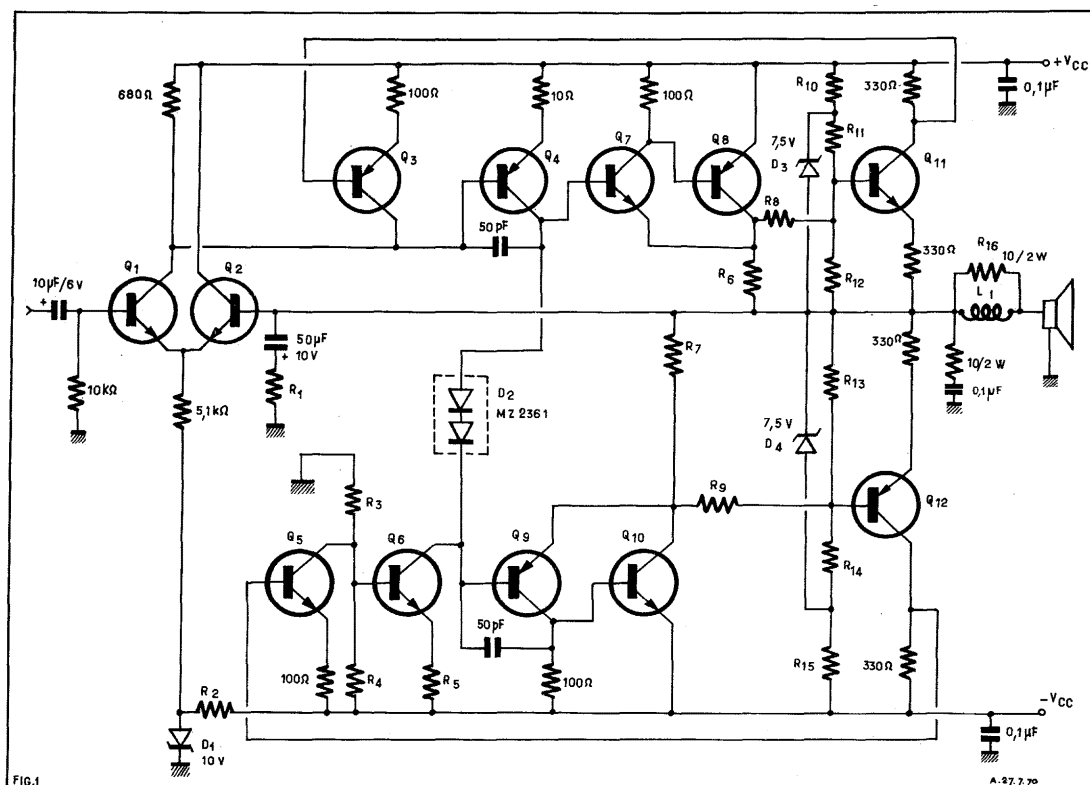 +VCC
0,1µF
680Ω
100Ω
10Ω
100Ω
R10
330Ω
7,5V
D3
R11
Q3
Q4
Q7
Q8
Q11
50pF
R8
330Ω
R16
10/2W
L1
R6
R12
10µF/6V
+
Q1
Q2
50µF
+
10V
R1
10kΩ
5,1kΩ
R7
330Ω
10/2W
0,1µF
D2
MZ2361
R13
7,5V
D4
R3
R9
Q12
Q5
Q6
Q9
Q10
R14
50pF
100Ω
R4
R5
100Ω
R15
330Ω
R2
-VCC
D1
10V
0,1µF
FIG.1
A.27.7.70